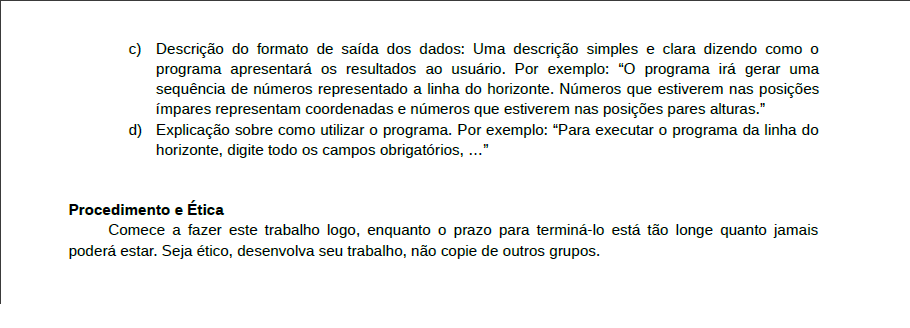 c) Descrição do formato de saída dos dados: Uma descrição simples e clara dizendo como o
programa apresentará os resultados ao usuário. Por exemplo: “O programa irá gerar uma
sequência de números representado a linha do horizonte. Números que estiverem nas posições
ímpares representam coordenadas e números que estiverem nas posições pares alturas.”
d) Explicação sobre como utilizar o programa. Por exemplo: “Para executar o programa da linha do
horizonte, digite todo os campos obrigatórios, …”
Procedimento e Ética
Comece a fazer este trabalho logo, enquanto o prazo para terminá-lo está tão longe quanto jamais
poderá estar. Seja ético, desenvolva seu trabalho, não copie de outros grupos.